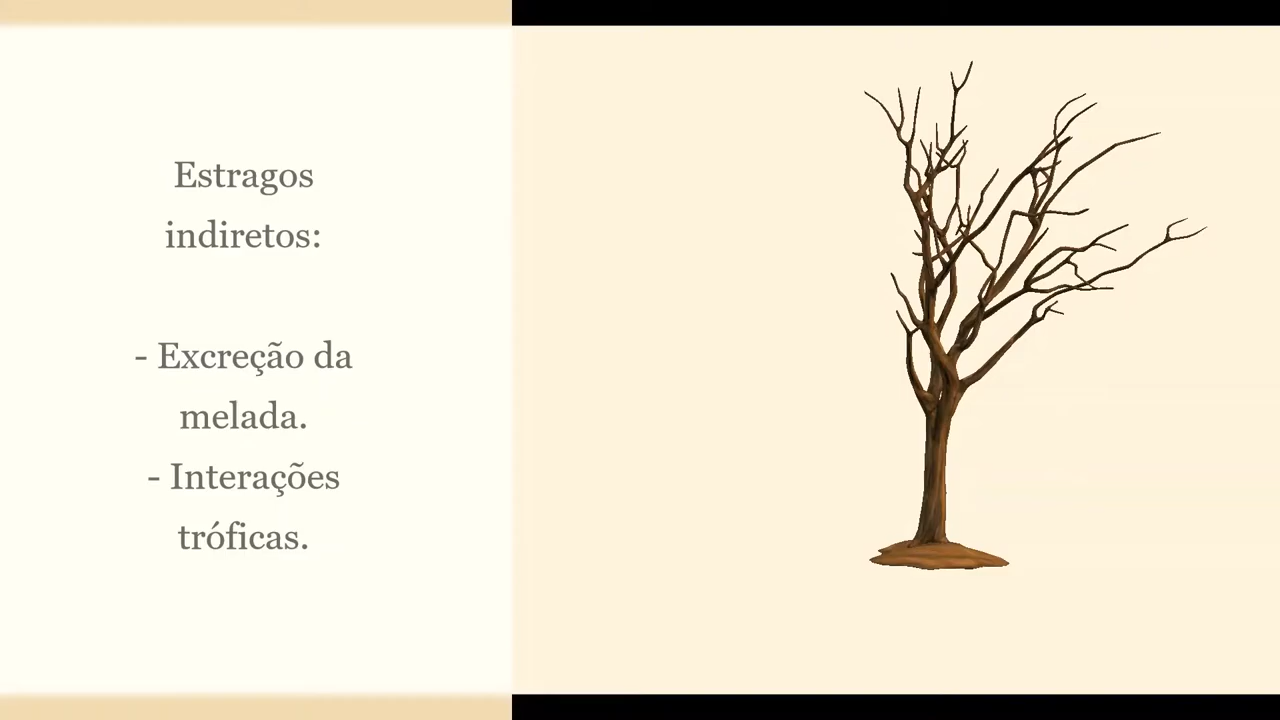 Estragos
indiretos:
- Excreção da
melada.
- Interações
tróficas.